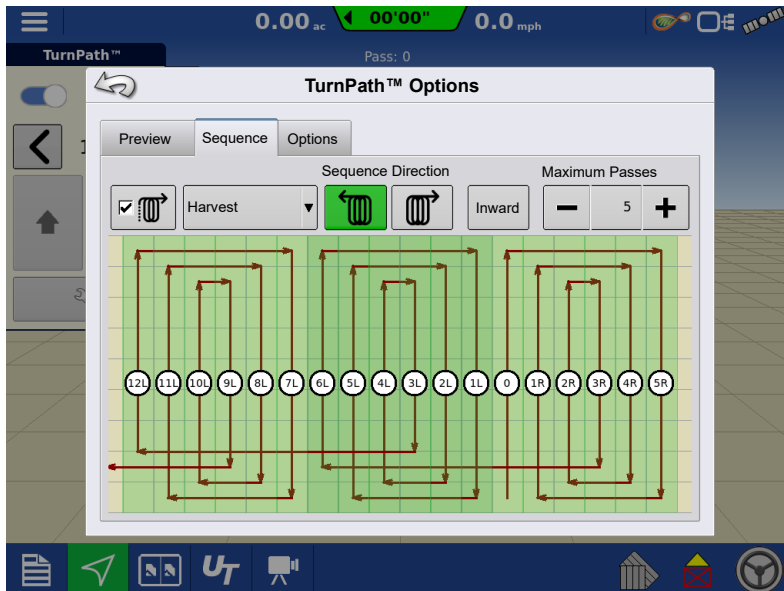 0.00 ac
00'00"
0.0 mph
TurnPath™
Pass: 0
TurnPath™ Options
Preview
Sequence
Options
Sequence Direction
Maximum Passes
Harvest
Inward
5
12L 11L 10L 9L 8L 7L 6L 5L 4L 3L 2L 1L 0 1R 2R 3R 4R 5R
UT